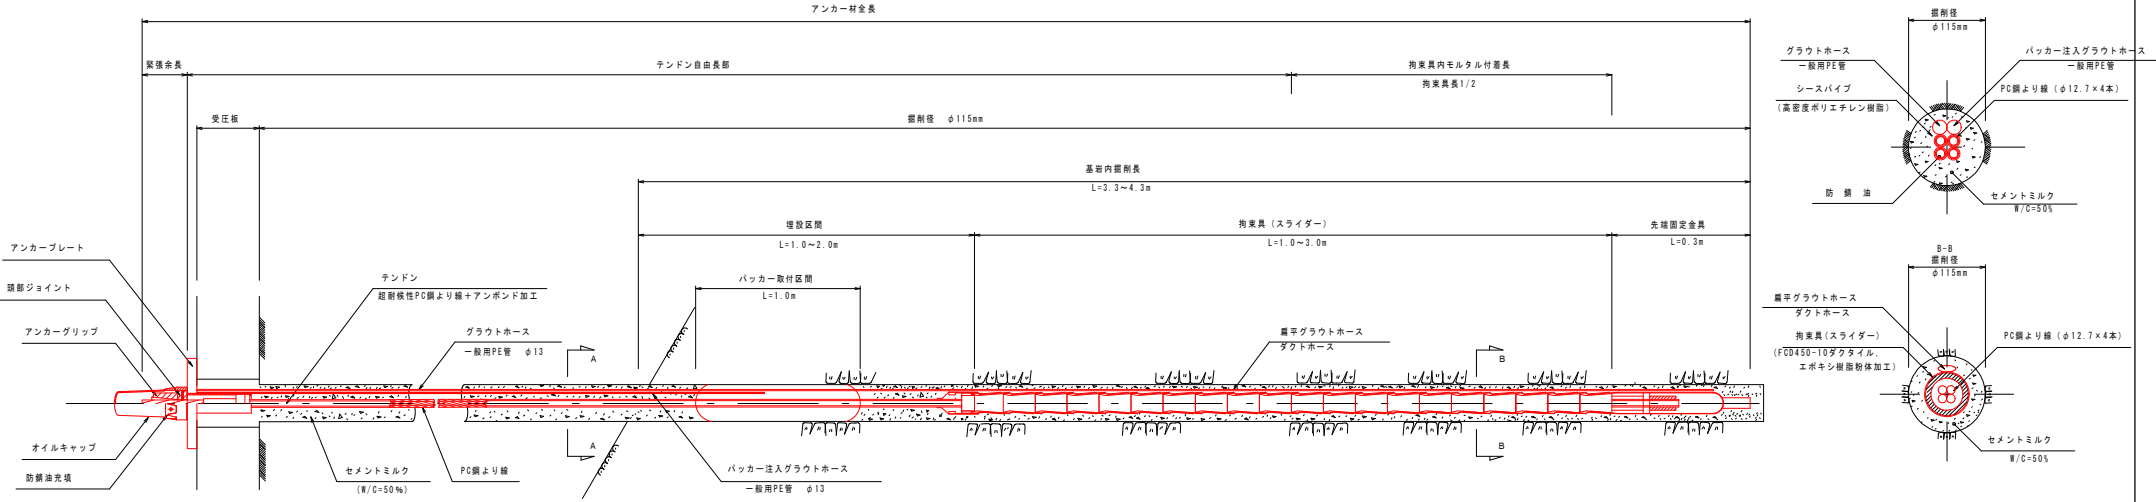 アンカー材全長
緊張余長
テンドン自由長部
拘束具内モルタル付着長
拘束具長1/2
受圧板
掘削径 φ115mm
基岩内掘削長
L=3.3~4.3m
埋設区間
L=1.0~2.0m
拘束具 (スライダー)
L=1.0~3.0m
先端固定金具
L=0.3m
パッカー取付区間
L=1.0m
アンカープレート
頭部ジョイント
アンカーグリップ
オイルキャップ
防錆油充填
テンドン
超耐候性PC鋼より線+アンボンド加工
グラウトホース
一般用PE管 φ13
A
A
扁平グラウトホース
ダクトホース
B
B
セメントミルク
(W/C=50%)
PC鋼より線
パッカー注入グラウトホース
一般用PE管 φ13
掘削径
φ115mm
グラウトホース
一般用PE管
パッカー注入グラウトホース
一般用PE管
シースパイプ
(高密度ポリエチレン樹脂)
PC鋼より線 (φ12.7×4本)
防 錆 油
セメントミルク
W/C=50%
B-B
掘削径
φ115mm
扁平グラウトホース
ダクトホース
拘束具(スライダー)
(FCD450-10ダクタイル.
エポキシ樹脂粉体加工)
PC鋼より線 (φ12.7×4本)
セメントミルク
W/C=50%